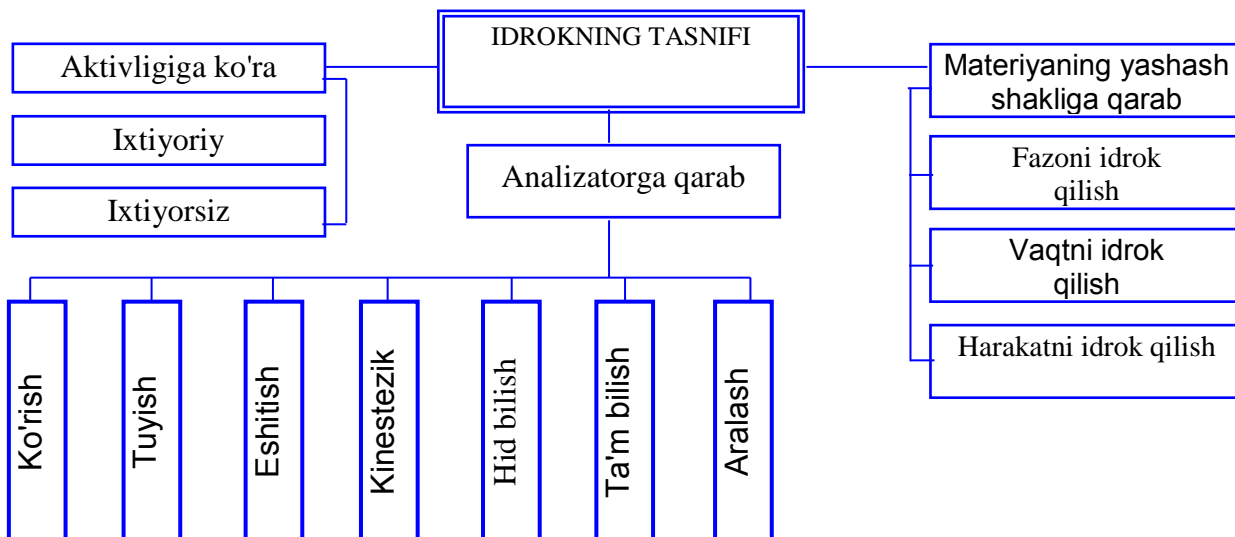 IDROKNING TASNIFI
Aktivligiga ko'ra
Ixtiyoriy
Ixtiyorsiz
Analizatorga qarab
Materiyaning yashash
shakliga qarab
Fazoni idrok
qilish
Vaqtni idrok
qilish
Harakatni idrok qilish
Ko'rish
Tuyish
Eshitish
Kinestezik
Hid bilish
Ta'm bilish
Aralash